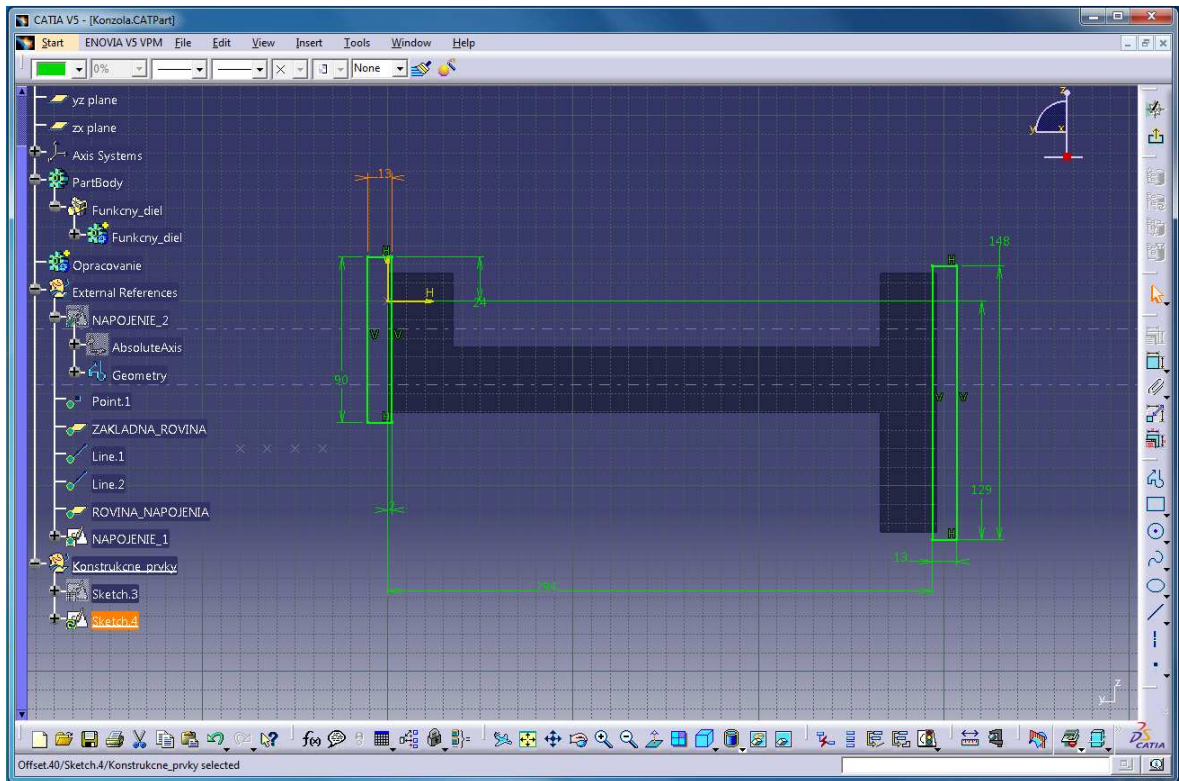 CATIA V5 - [Konzola.CATPart]
Start ENOVIA V5 VPM File Edit View Insert Tools Window Help
0% None
yz plane
zx plane
Axis Systems
PartBody
Funkcny_diel
Funkcny_diel
Opracovanie
External References
NAPOJENIE_2
AbsoluteAxis
Geometry
Point.1
ZAKLADNA_ROVINA
Line.1
Line.2
ROVINA_NAPOJENIA
NAPOJENIE_1
Konstrukcne_prvky
Sketch.3
Sketch.4
z
y x
13
148
H H
V H
24
V V
90
V V
H
129
2
H
13
294
z
y
f(x)
CATIA
Offset.40/Sketch.4/Konstrukcne_prvky selected